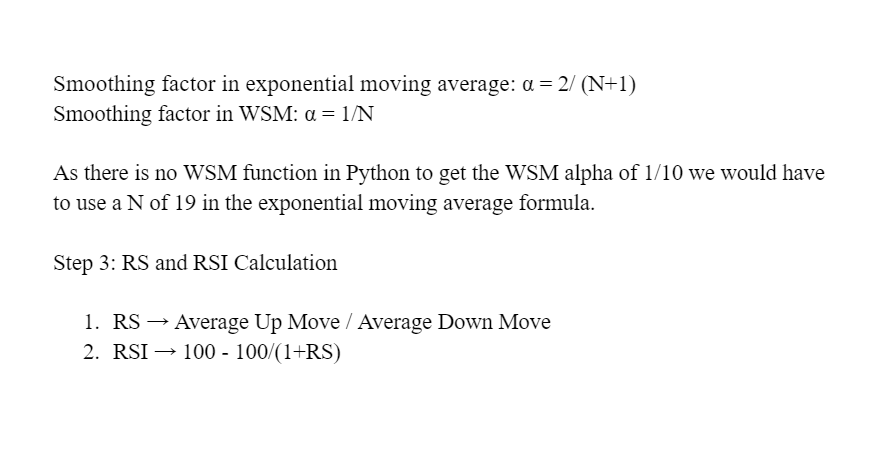 Smoothing factor in exponential moving average: α = 2/ (N+1)
Smoothing factor in WSM: α = 1/N
As there is no WSM function in Python to get the WSM alpha of 1/10 we would have
to use a N of 19 in the exponential moving average formula.
Step 3: RS and RSI Calculation
1. RS → Average Up Move / Average Down Move
2. RSI → 100 - 100/(1+RS)